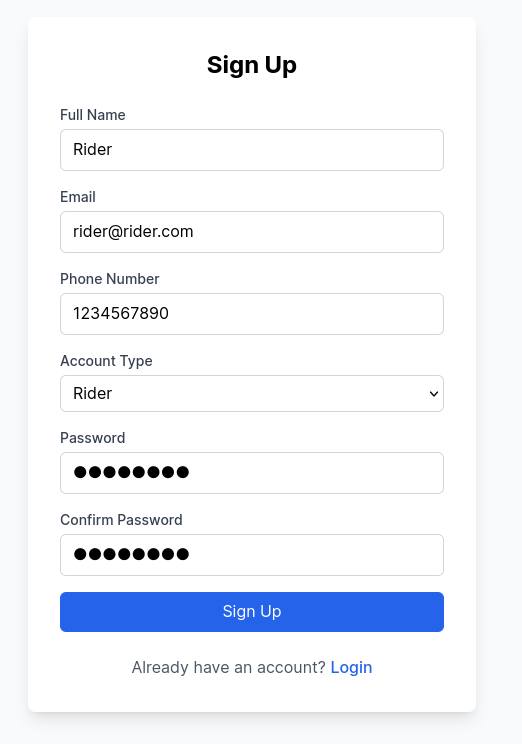 Sign Up
Full Name
Rider
Email
rider@rider.com
Phone Number
1234567890
Account Type
Rider
Password
●●●●●●●●
Confirm Password
●●●●●●●●
Sign Up
Already have an account? Login